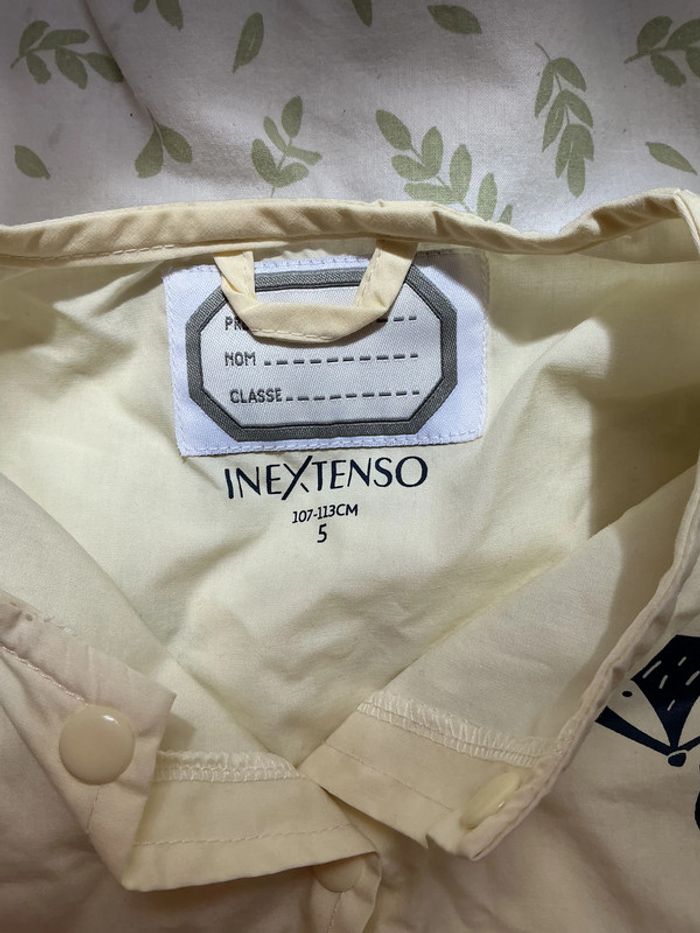 NOM
CLASSE
INEXTENSO
107-113CM
5